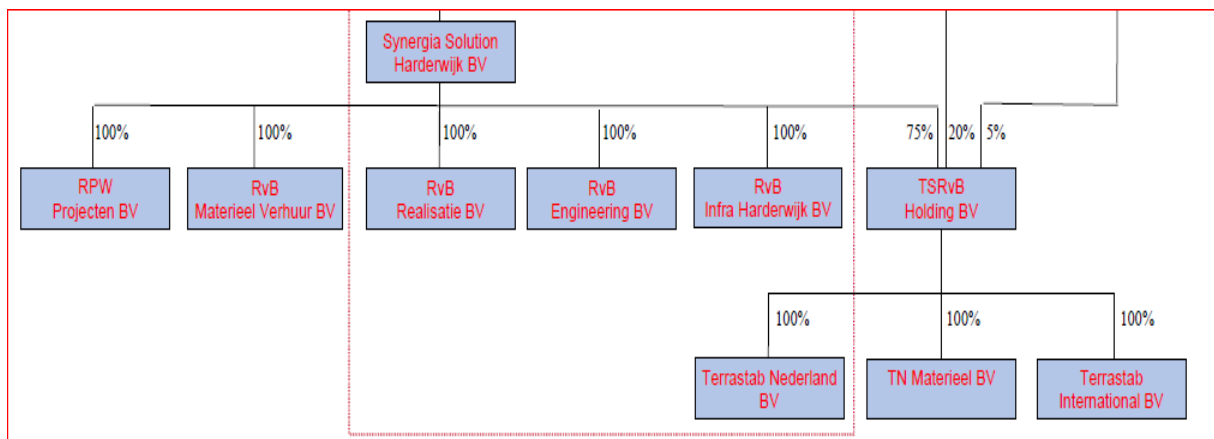 Synergia Solution
Harderwijk BV
100%
100%
100%
100%
100%
75%
20%
5%
RPW
Projecten BV
RvB
Materieel Verhuur BV
RvB
Realisatie BV
RvB
Engineering BV
RvB
Infra Harderwijk BV
TSRvB
Holding BV
100%
100%
100%
Terrastab Nederland
BV
TN Materieel BV
Terrastab
International BV